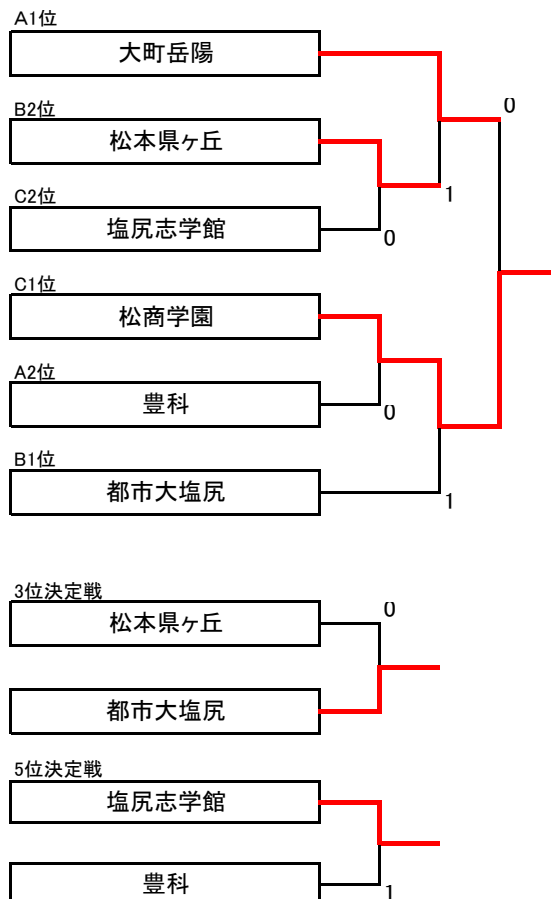 A1位
大町岳陽
0
B2位
松本県ヶ丘
1
C2位
塩尻志学館
0
C1位
松商学園
A2位
豊科
0
B1位
都市大塩尻
1
3位決定戦
松本県ヶ丘
0
都市大塩尻
5位決定戦
塩尻志学館
豊科
1